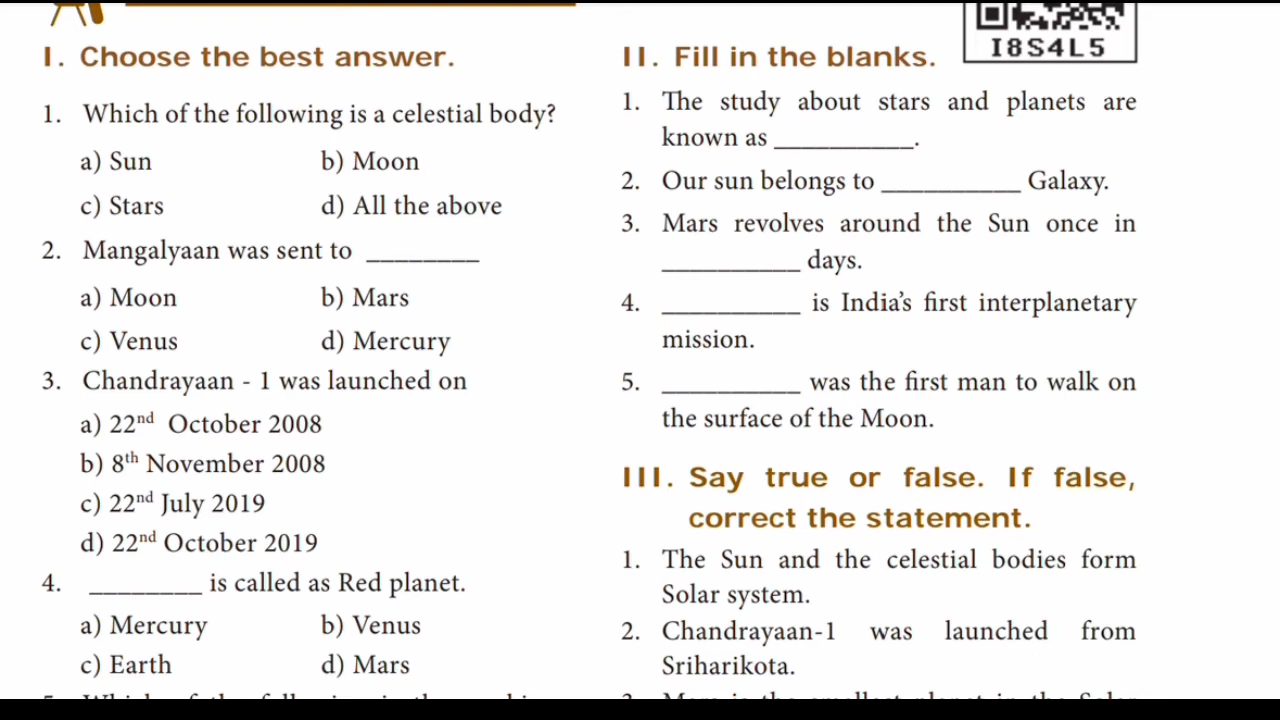 I. Choose the best answer.
1. Which of the following is a celestial body?
a) Sun b) Moon
c) Stars d) All the above
2. Mangalyaan was sent to ________
a) Moon b) Mars
c) Venus d) Mercury
3. Chandrayaan - 1 was launched on
a) 22nd October 2008
b) 8th November 2008
c) 22nd July 2019
d) 22nd October 2019
4. ________ is called as Red planet.
a) Mercury b) Venus
c) Earth d) Mars
I8S4L5
II. Fill in the blanks.
1. The study about stars and planets are
known as __________.
2. Our sun belongs to __________ Galaxy.
3. Mars revolves around the Sun once in
__________ days.
4. __________ is India’s first interplanetary
mission.
5. __________ was the first man to walk on
the surface of the Moon.
III. Say true or false. If false,
correct the statement.
1. The Sun and the celestial bodies form
Solar system.
2. Chandrayaan-1 was launched from
Sriharikota.